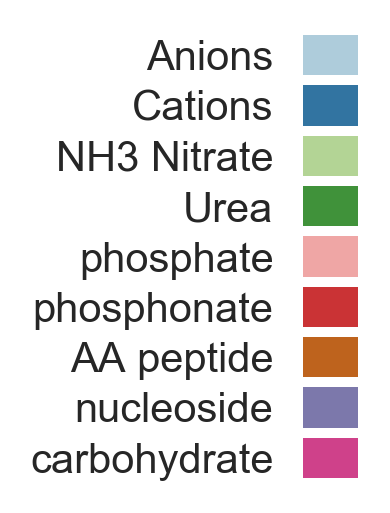 Anions
Cations
NH3 Nitrate
Urea
phosphate
phosphonate
AA peptide
nucleoside
carbohydrate